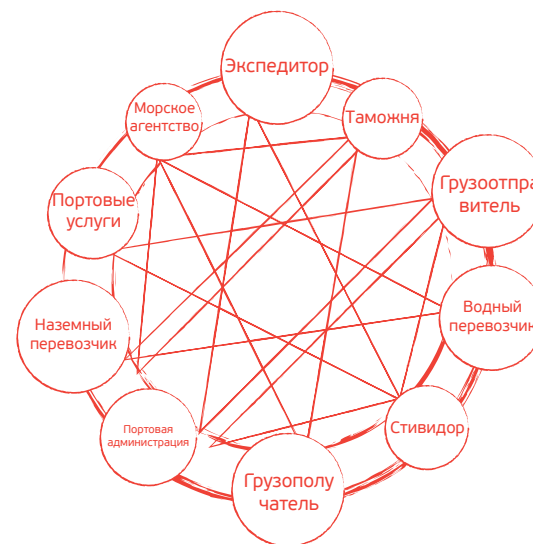 Экспедитор
Морское
агентство
Таможня
Грузоотпра
витель
Портовые
услуги
Водный
перевозчик
Наземный
перевозчик
Стивидор
Портовая
администрация
Грузополу
чатель